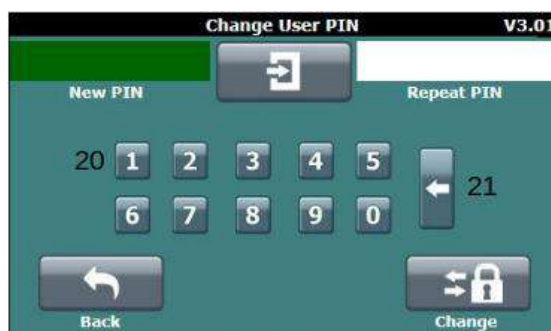 Change User PIN V3.01
New PIN Repeat PIN
20 1 2 3 4 5
21
6 7 8 9 0
Back Change